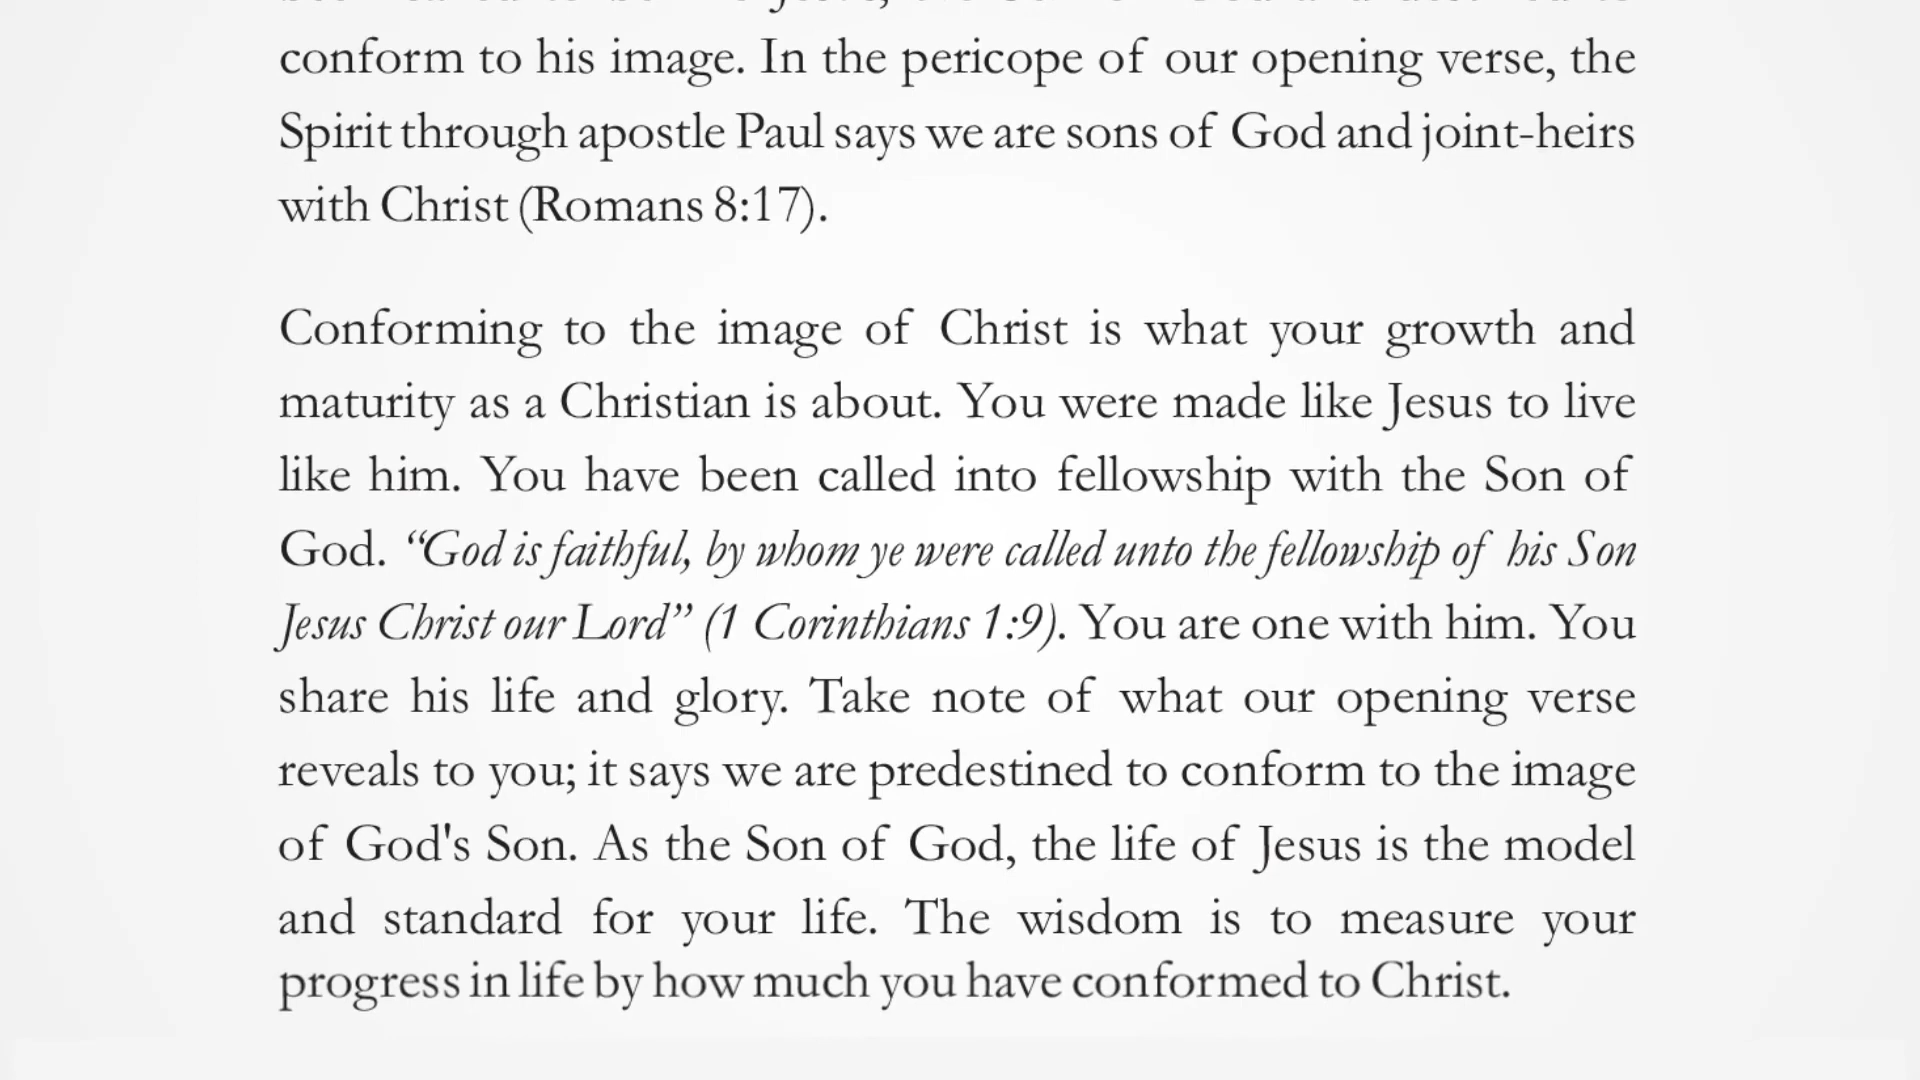 conform to his image. In the pericope of our opening verse, the
Spirit through apostle Paul says we are sons of God and joint-heirs
with Christ (Romans 8:17).
Conforming to the image of Christ is what your growth and
maturity as a Christian is about. You were made like Jesus to live
like him. You have been called into fellowship with the Son of
God. “God is faithful, by whom ye were called unto the fellowship of his Son
Jesus Christ our Lord” (1 Corinthians 1:9). You are one with him. You
share his life and glory. Take note of what our opening verse
reveals to you; it says we are predestined to conform to the image
of God's Son. As the Son of God, the life of Jesus is the model
and standard for your life. The wisdom is to measure your
progress in life by how much you have conformed to Christ.